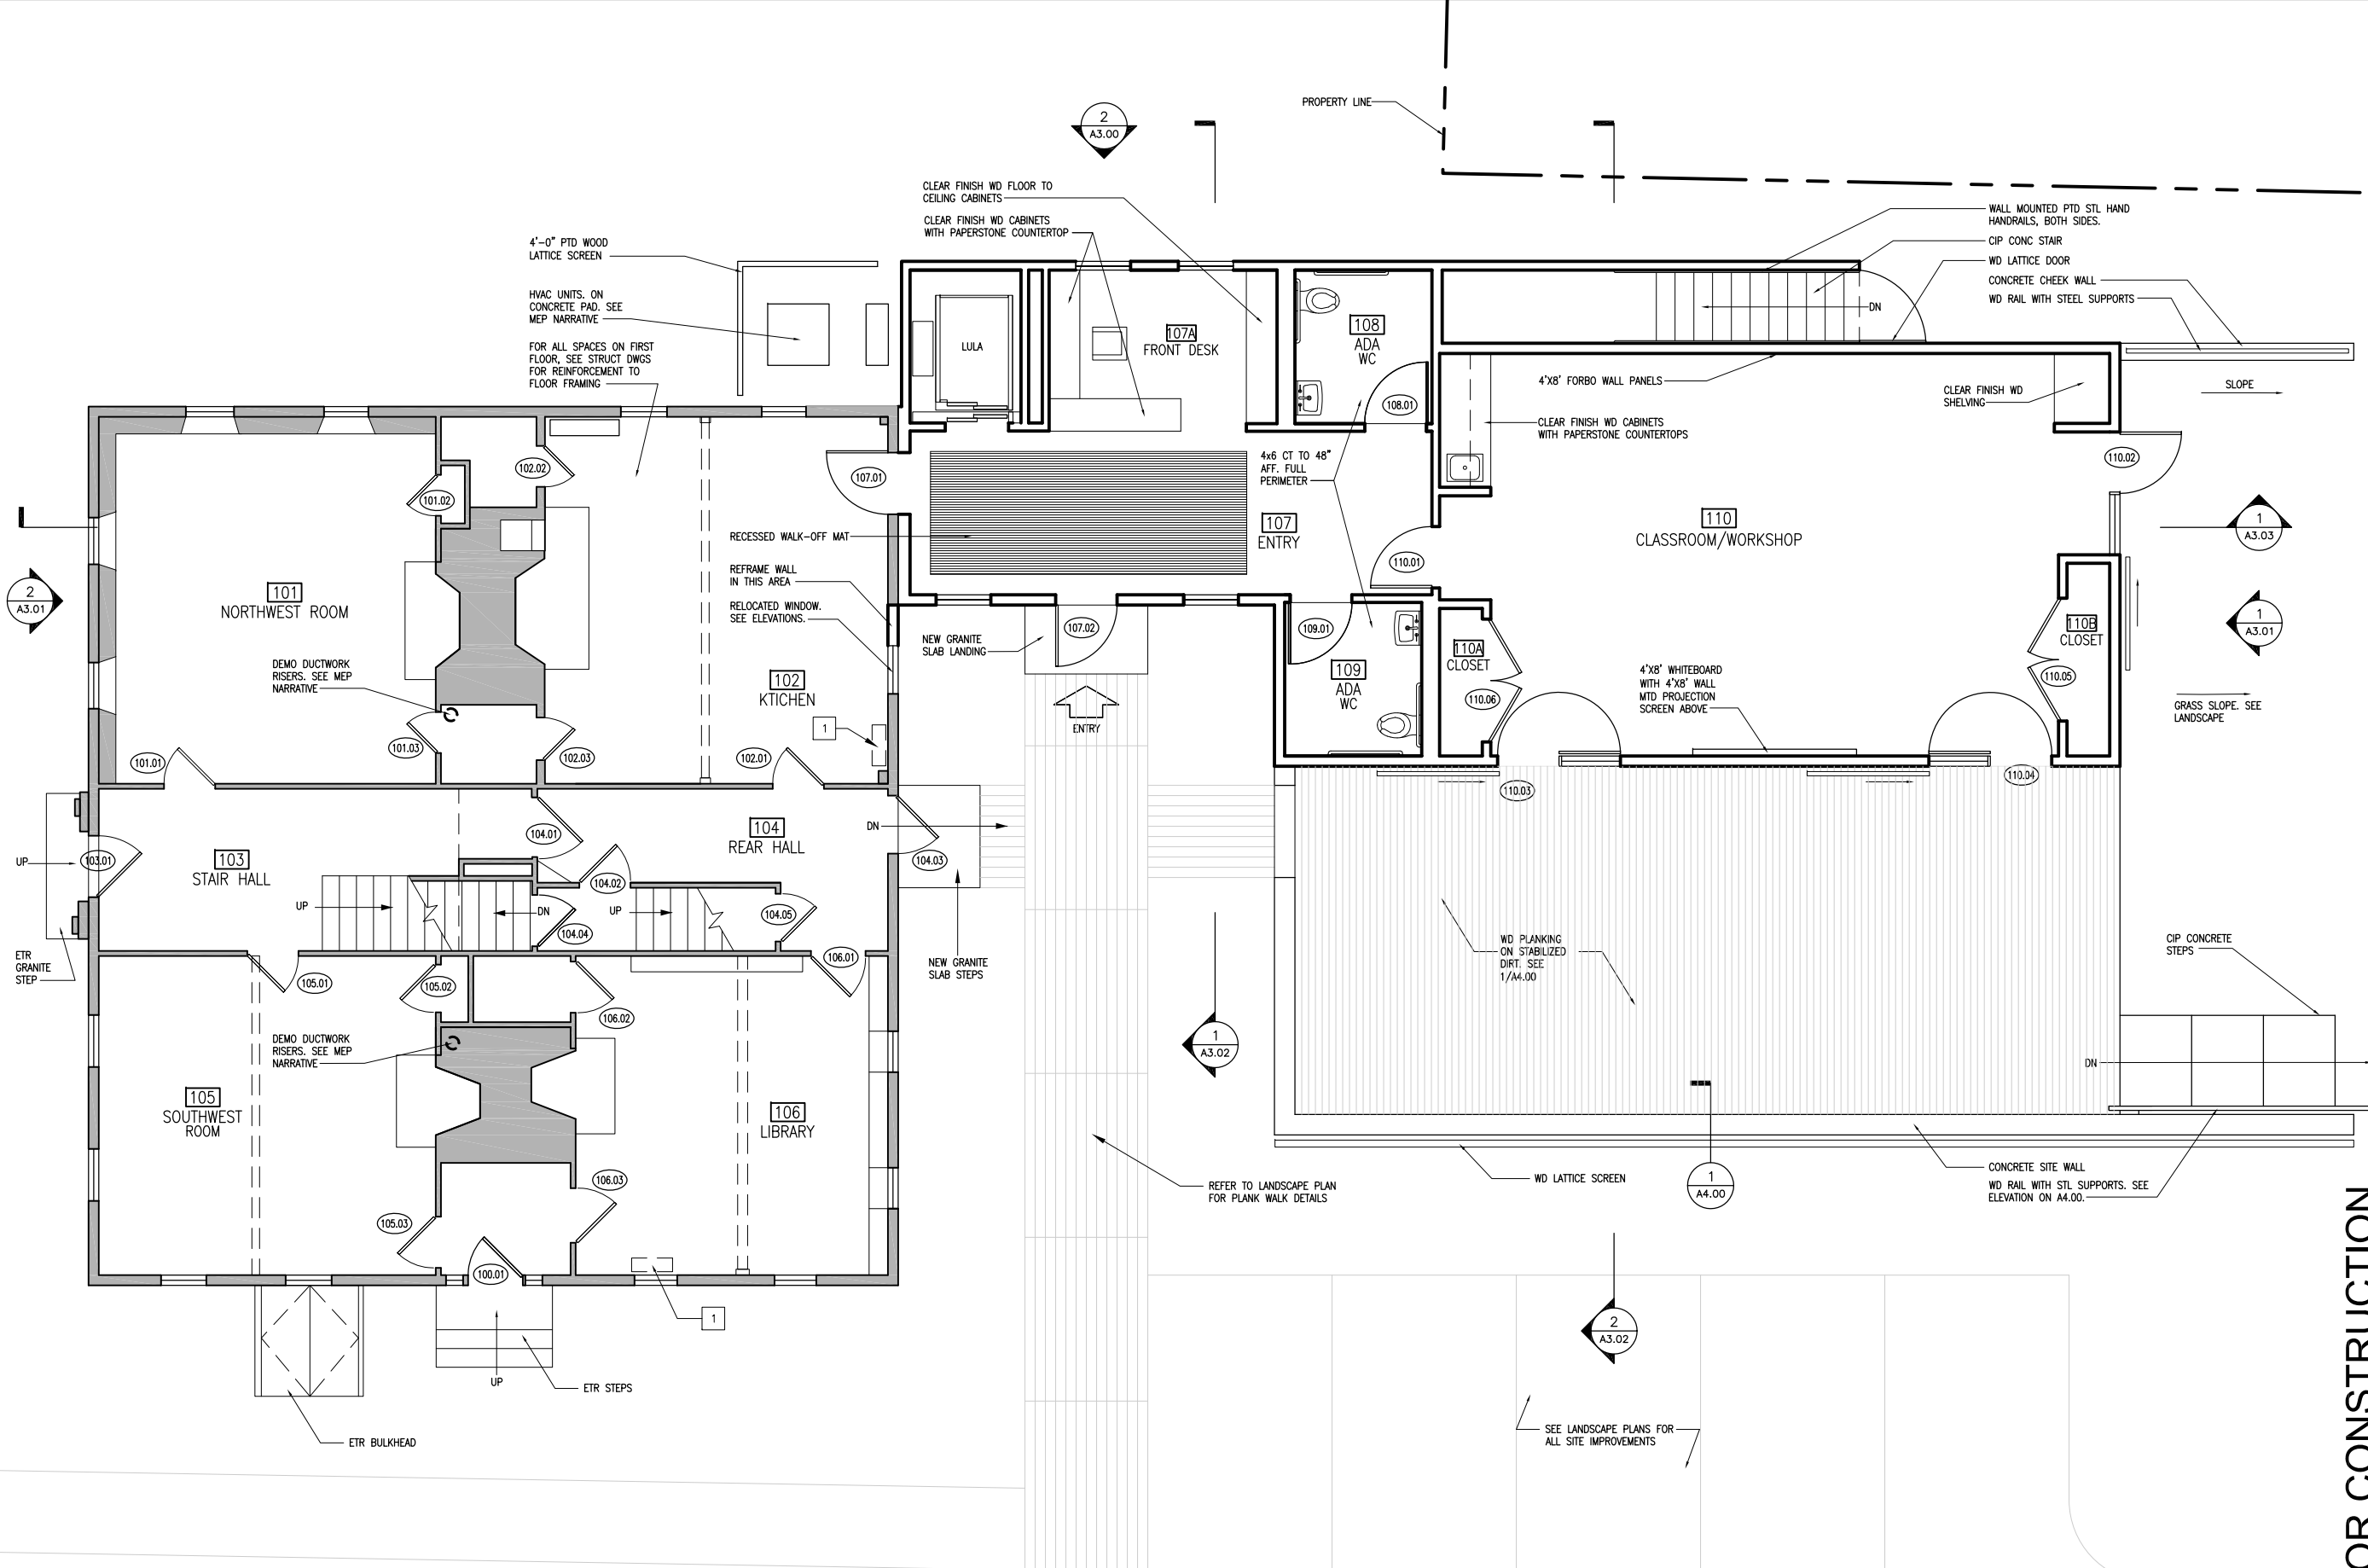 PROPERTY LINE
2
A3.00
CLEAR FINISH WD FLOOR TO
CEILING CABINETS
CLEAR FINISH WD CABINETS
WITH PAPERSTONE COUNTERTOP
4'-0" PTD WOOD
LATTICE SCREEN
HVAC UNITS. ON
CONCRETE PAD. SEE
MEP NARRATIVE
FOR ALL SPACES ON FIRST
FLOOR, SEE STRUCT DWGS
FOR REINFORCEMENT TO
FLOOR FRAMING
WALL MOUNTED PTD STL HAND
HANDRAILS, BOTH SIDES.
CIP CONC STAIR
WD LATTICE DOOR
CONCRETE CHEEK WALL
WD RAIL WITH STEEL SUPPORTS
DN
LULA
107A
FRONT DESK
108
ADA
WC
108.01
4'X8' FORBO WALL PANELS
CLEAR FINISH WD
SHELVING
SLOPE
CLEAR FINISH WD CABINETS
WITH PAPERSTONE COUNTERTOPS
4x6 CT TO 48"
AFF. FULL
PERIMETER
110.02
102.02
101.02
107.01
RECESSED WALK-OFF MAT
107
ENTRY
110
CLASSROOM/WORKSHOP
1
A3.03
110.01
REFRAME WALL
IN THIS AREA
RELOCATED WINDOW.
SEE ELEVATIONS.
2
A3.01
101
NORTHWEST ROOM
NEW GRANITE
SLAB LANDING
107.02
109.01
110A
CLOSET
110B
CLOSET
1
A3.01
DEMO DUCTWORK
RISERS. SEE MEP
NARRATIVE
102
KTICHEN
109
ADA
WC
4'X8' WHITEBOARD
WITH 4'X8' WALL
MTD PROJECTION
SCREEN ABOVE
110.06
110.05
GRASS SLOPE. SEE
LANDSCAPE
1
ENTRY
101.03
102.03
102.01
101.01
110.03
110.04
104
REAR HALL
DN
104.01
104.03
UP
103.01
103
STAIR HALL
104.02
UP
DN
UP
104.05
104.04
ETR
GRANITE
STEP
NEW GRANITE
SLAB STEPS
WD PLANKING
ON STABILIZED
DIRT. SEE
1/A4.00
CIP CONCRETE
STEPS
105.01
105.02
106.01
106.02
DEMO DUCTWORK
RISERS. SEE MEP
NARRATIVE
1
A3.02
DN
105
SOUTHWEST
ROOM
106
LIBRARY
106.03
105.03
REFER TO LANDSCAPE PLAN
FOR PLANK WALK DETAILS
WD LATTICE SCREEN
1
A4.00
CONCRETE SITE WALL
WD RAIL WITH STL SUPPORTS. SEE
ELEVATION ON A4.00.
100.01
1
2
A3.02
UP
ETR STEPS
ETR BULKHEAD
SEE LANDSCAPE PLANS FOR
ALL SITE IMPROVEMENTS
OR CONSTRUCTION